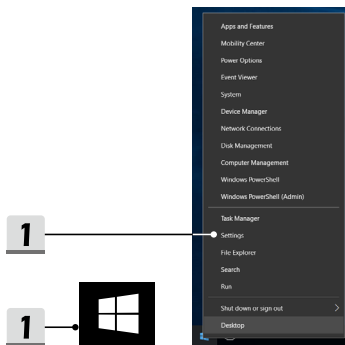 Apps and Features
Mobility Center
Power Options
Event Viewer
System
Device Manager
Network Connections
Disk Management
Computer Management
Windows PowerShell
Windows PowerShell (Admin)
Task Manager
1
Settings
File Explorer
Search
Run
Shut down or sign out
1
Desktop